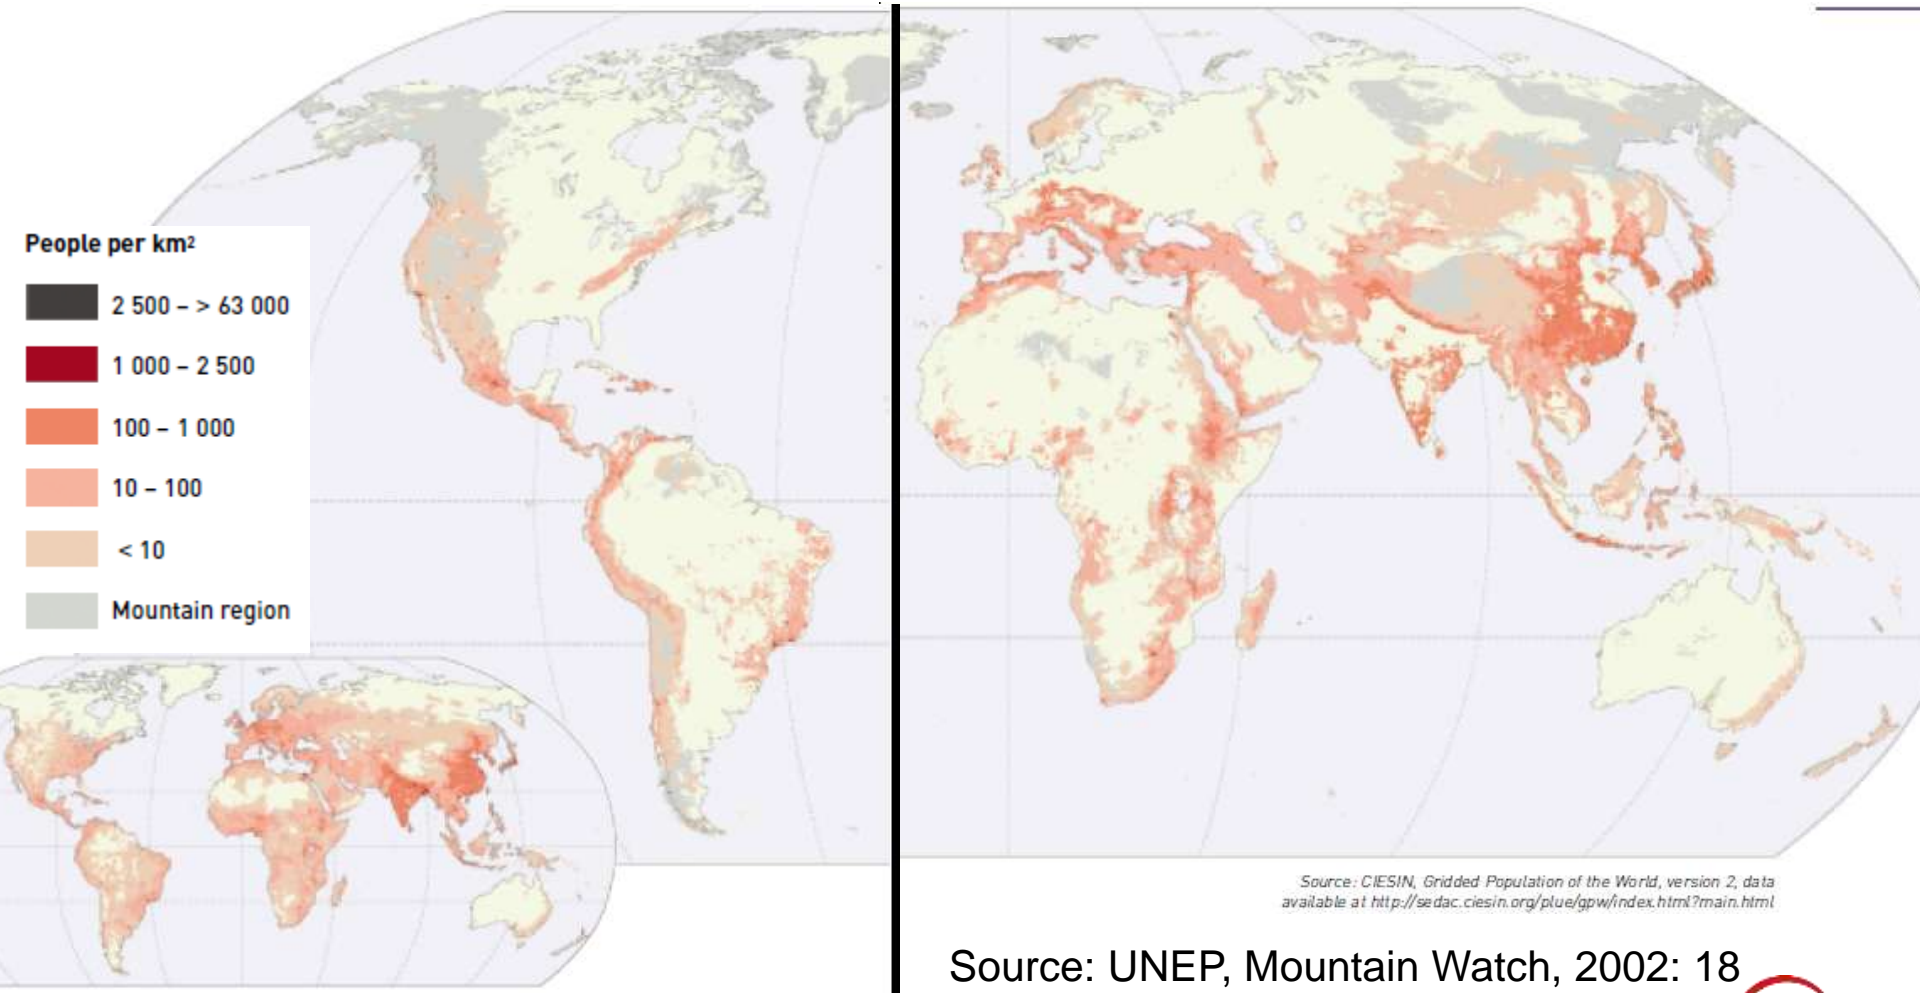 People per km²
2 500 – > 63 000
1 000 – 2 500
100 – 1 000
10 – 100
< 10
Mountain region
Source: CIESIN, Gridded Population of the World, version 2, data
available at http://sedac.ciesin.org/plue/gpw/index.html?main.html
Source: UNEP, Mountain Watch, 2002: 18